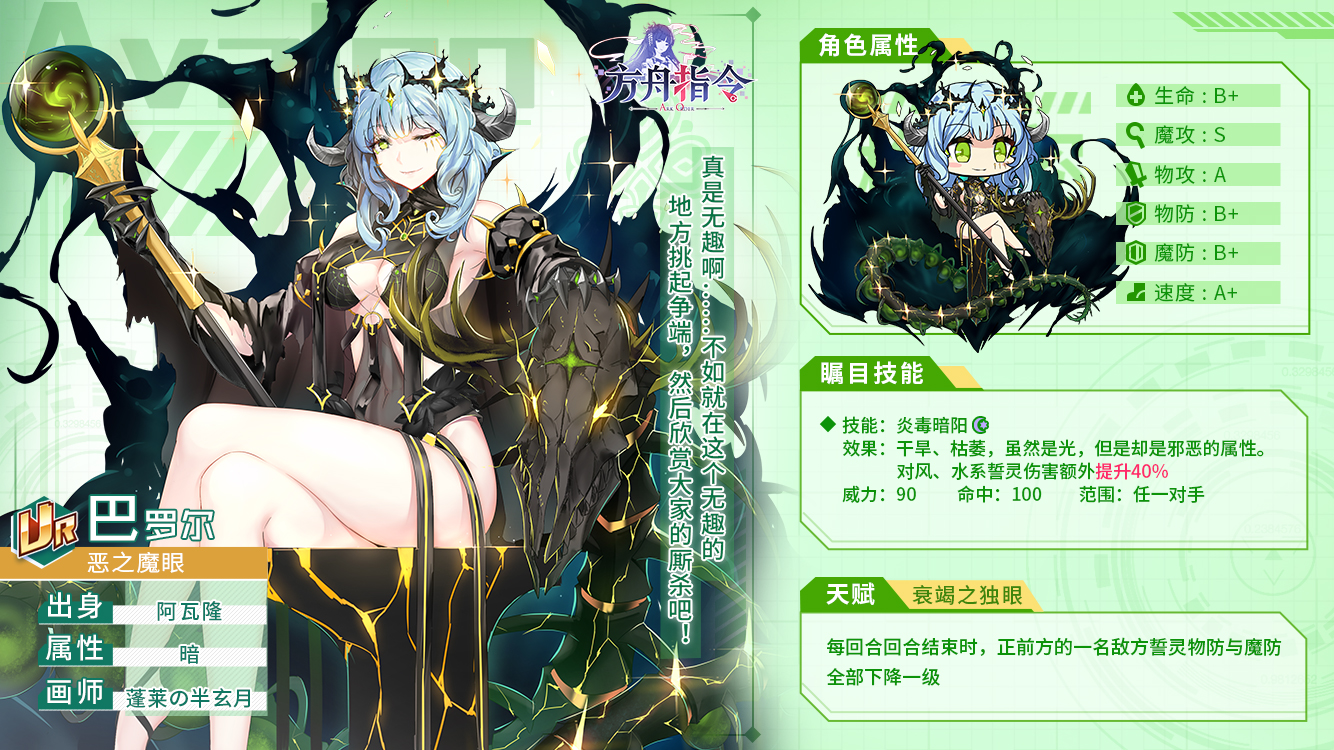 Avalon
方舟指令
ARK ORDER
真是无趣啊……不如就在这个无趣的
地方挑起争端，然后欣赏大家的厮杀吧！
UR
巴罗尔
恶之魔眼
出身 阿瓦隆
属性 暗
画师 蓬莱の半玄月
角色属性
生命：B+
魔攻：S
物攻：A
物防：B+
魔防：B+
速度：A+
瞩目技能
◆ 技能：炎毒暗阳
效果：干旱、枯萎，虽然是光，但是却是邪恶的属性。
对风、水系誓灵伤害额外提升40%
威力：90 命中：100 范围：任一对手
天赋 衰竭之独眼
每回合回合结束时，正前方的一名敌方誓灵物防与魔防
全部下降一级